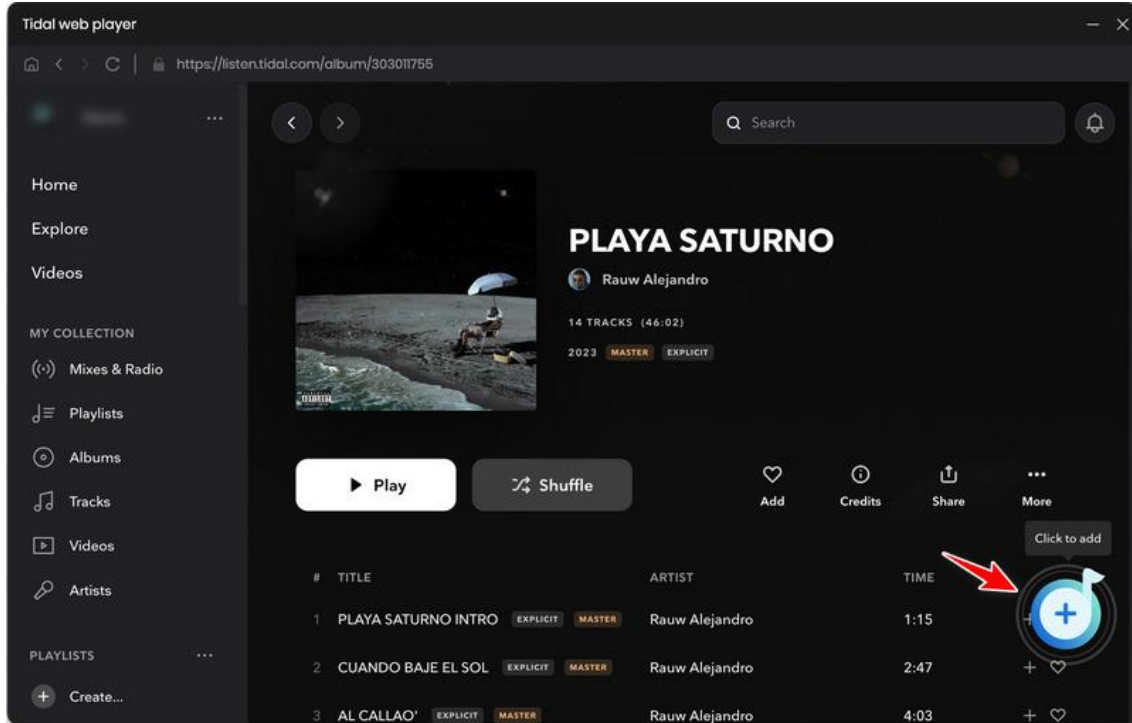 Tidal web player
https://listen.tidal.com/album/303011755
Search
Home
Explore
Videos
MY COLLECTION
Mixes & Radio
Playlists
Albums
Tracks
Videos
Artists
PLAYLISTS
Create...
PLAYA SATURNO
Rauw Alejandro
14 TRACKS (46:02)
2023 MASTER EXPLICIT
Play
Shuffle
Add
Credits
Share
More
Click to add
# TITLE ARTIST TIME
1 PLAYA SATURNO INTRO EXPLICIT MASTER Rauw Alejandro 1:15
2 CUANDO BAJE EL SOL EXPLICIT MASTER Rauw Alejandro 2:47
3 AL CALLAO' EXPLICIT MASTER Rauw Alejandro 4:03